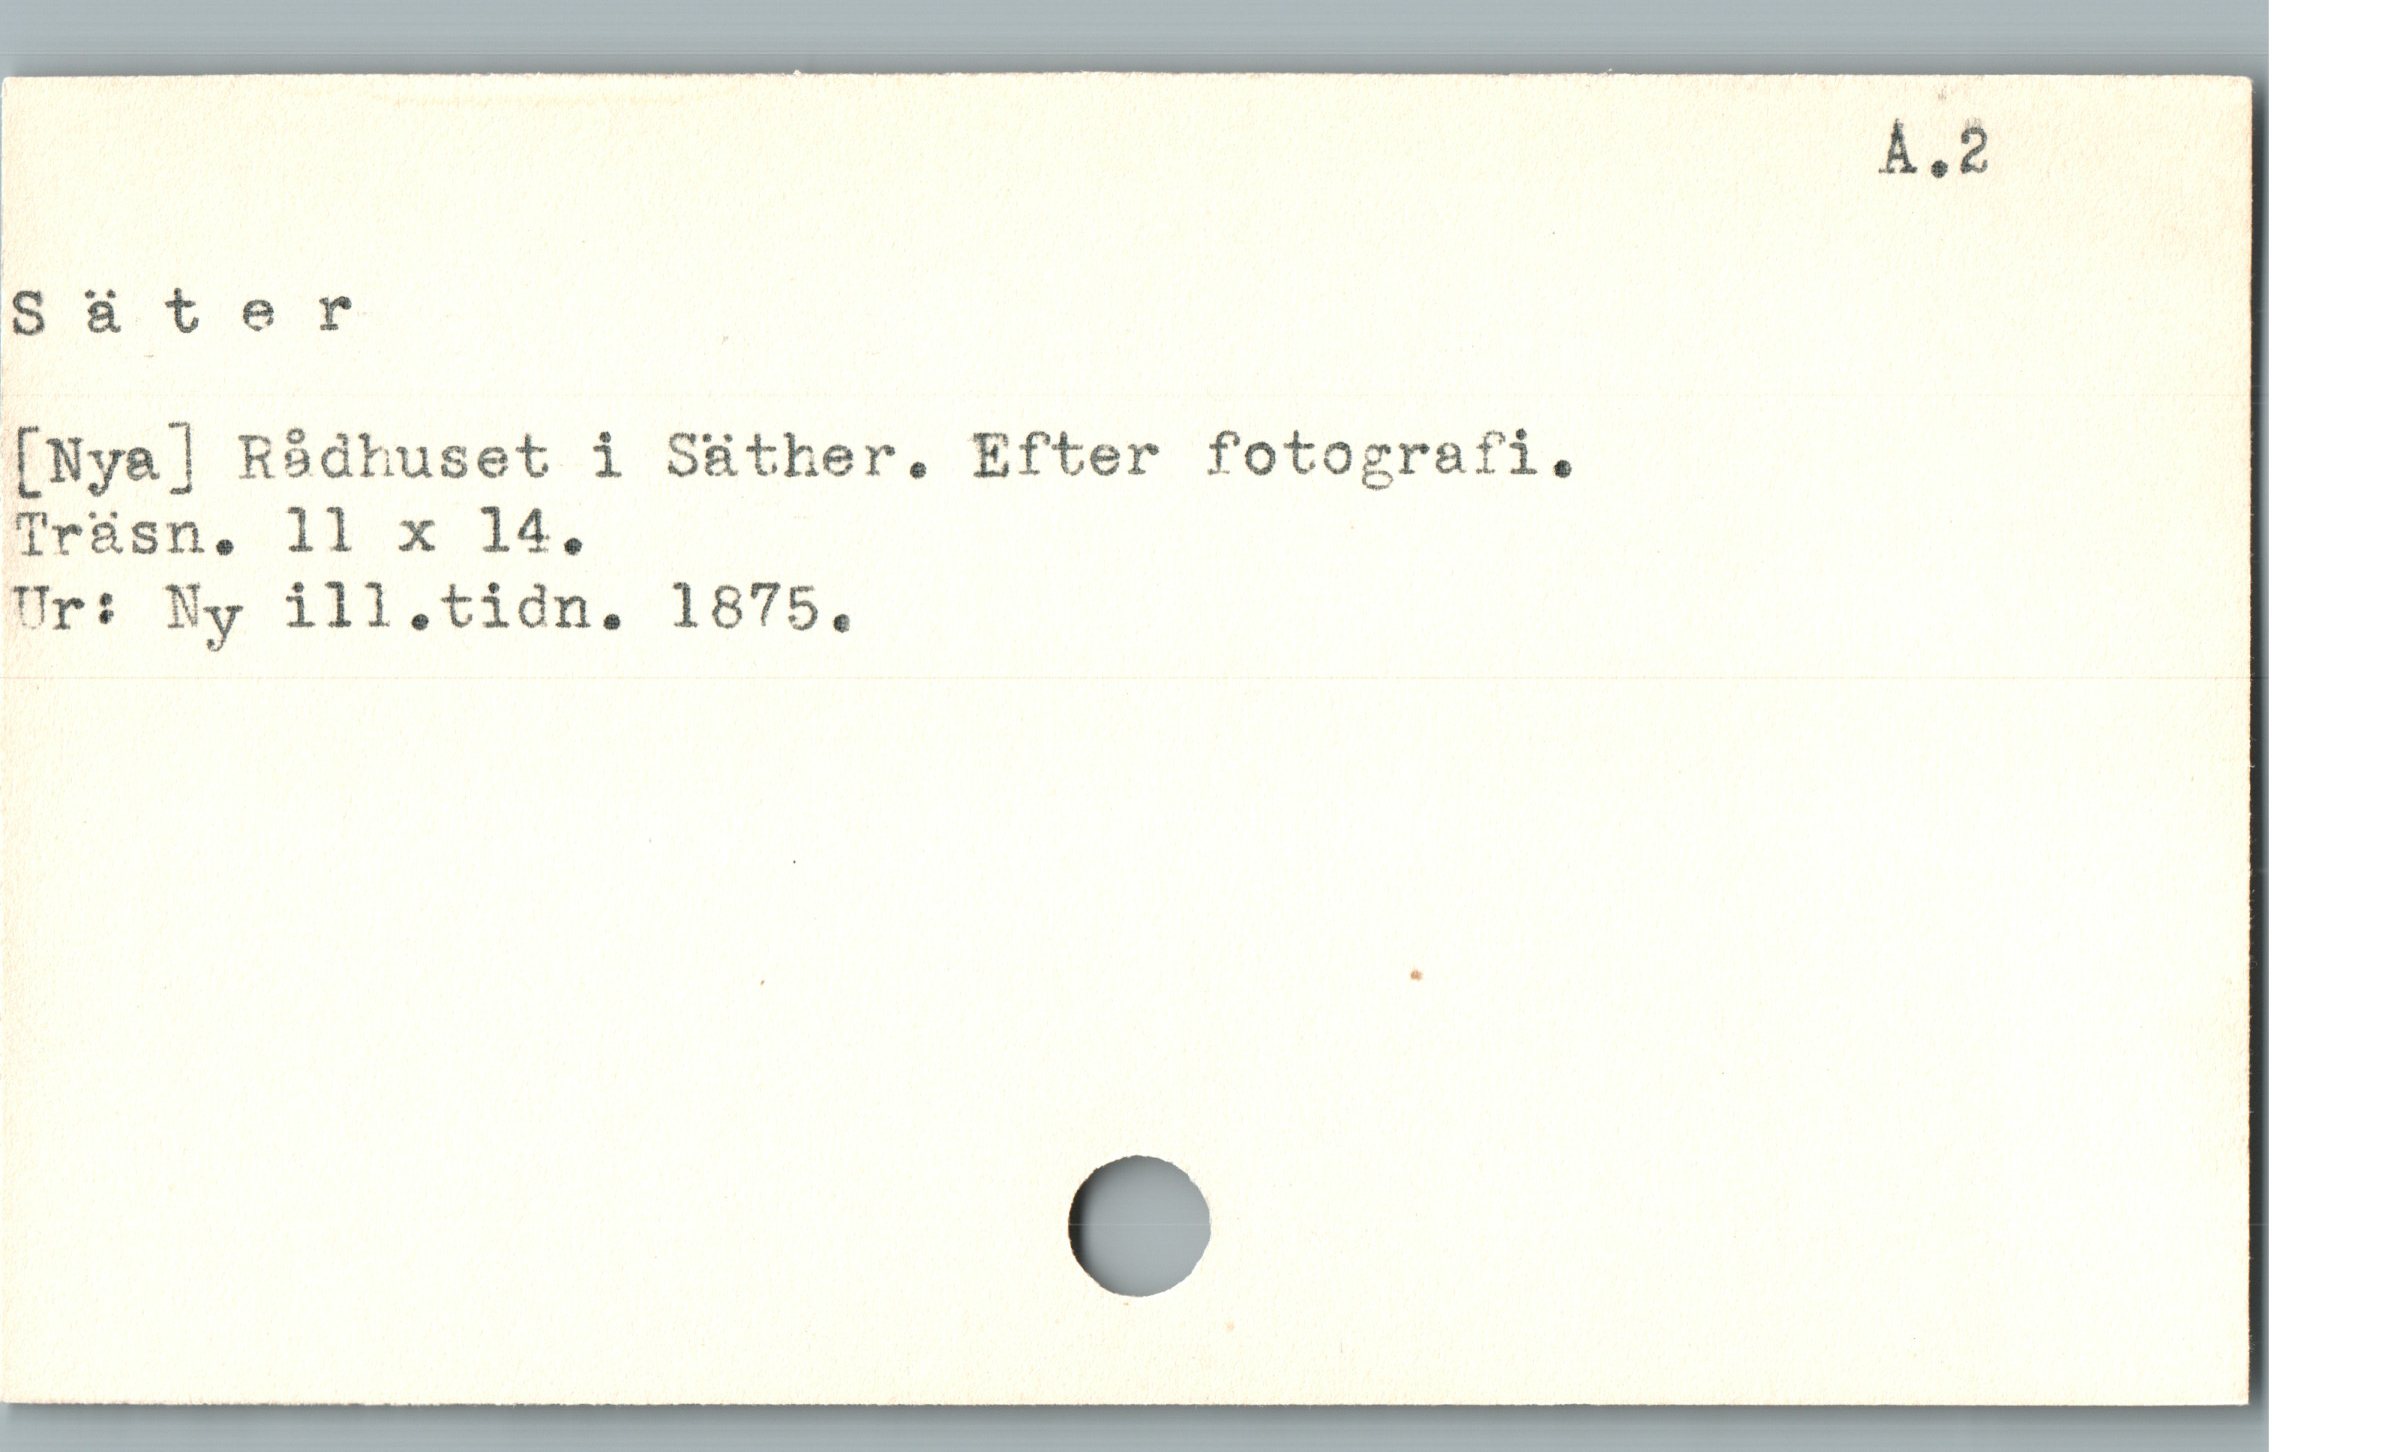 A.2
S ä t e r
[Nya] Rådhuset i Säther. Efter fotografi.
Träsn. 11 x 14.
Ur: Ny ill.tidn. 1875.